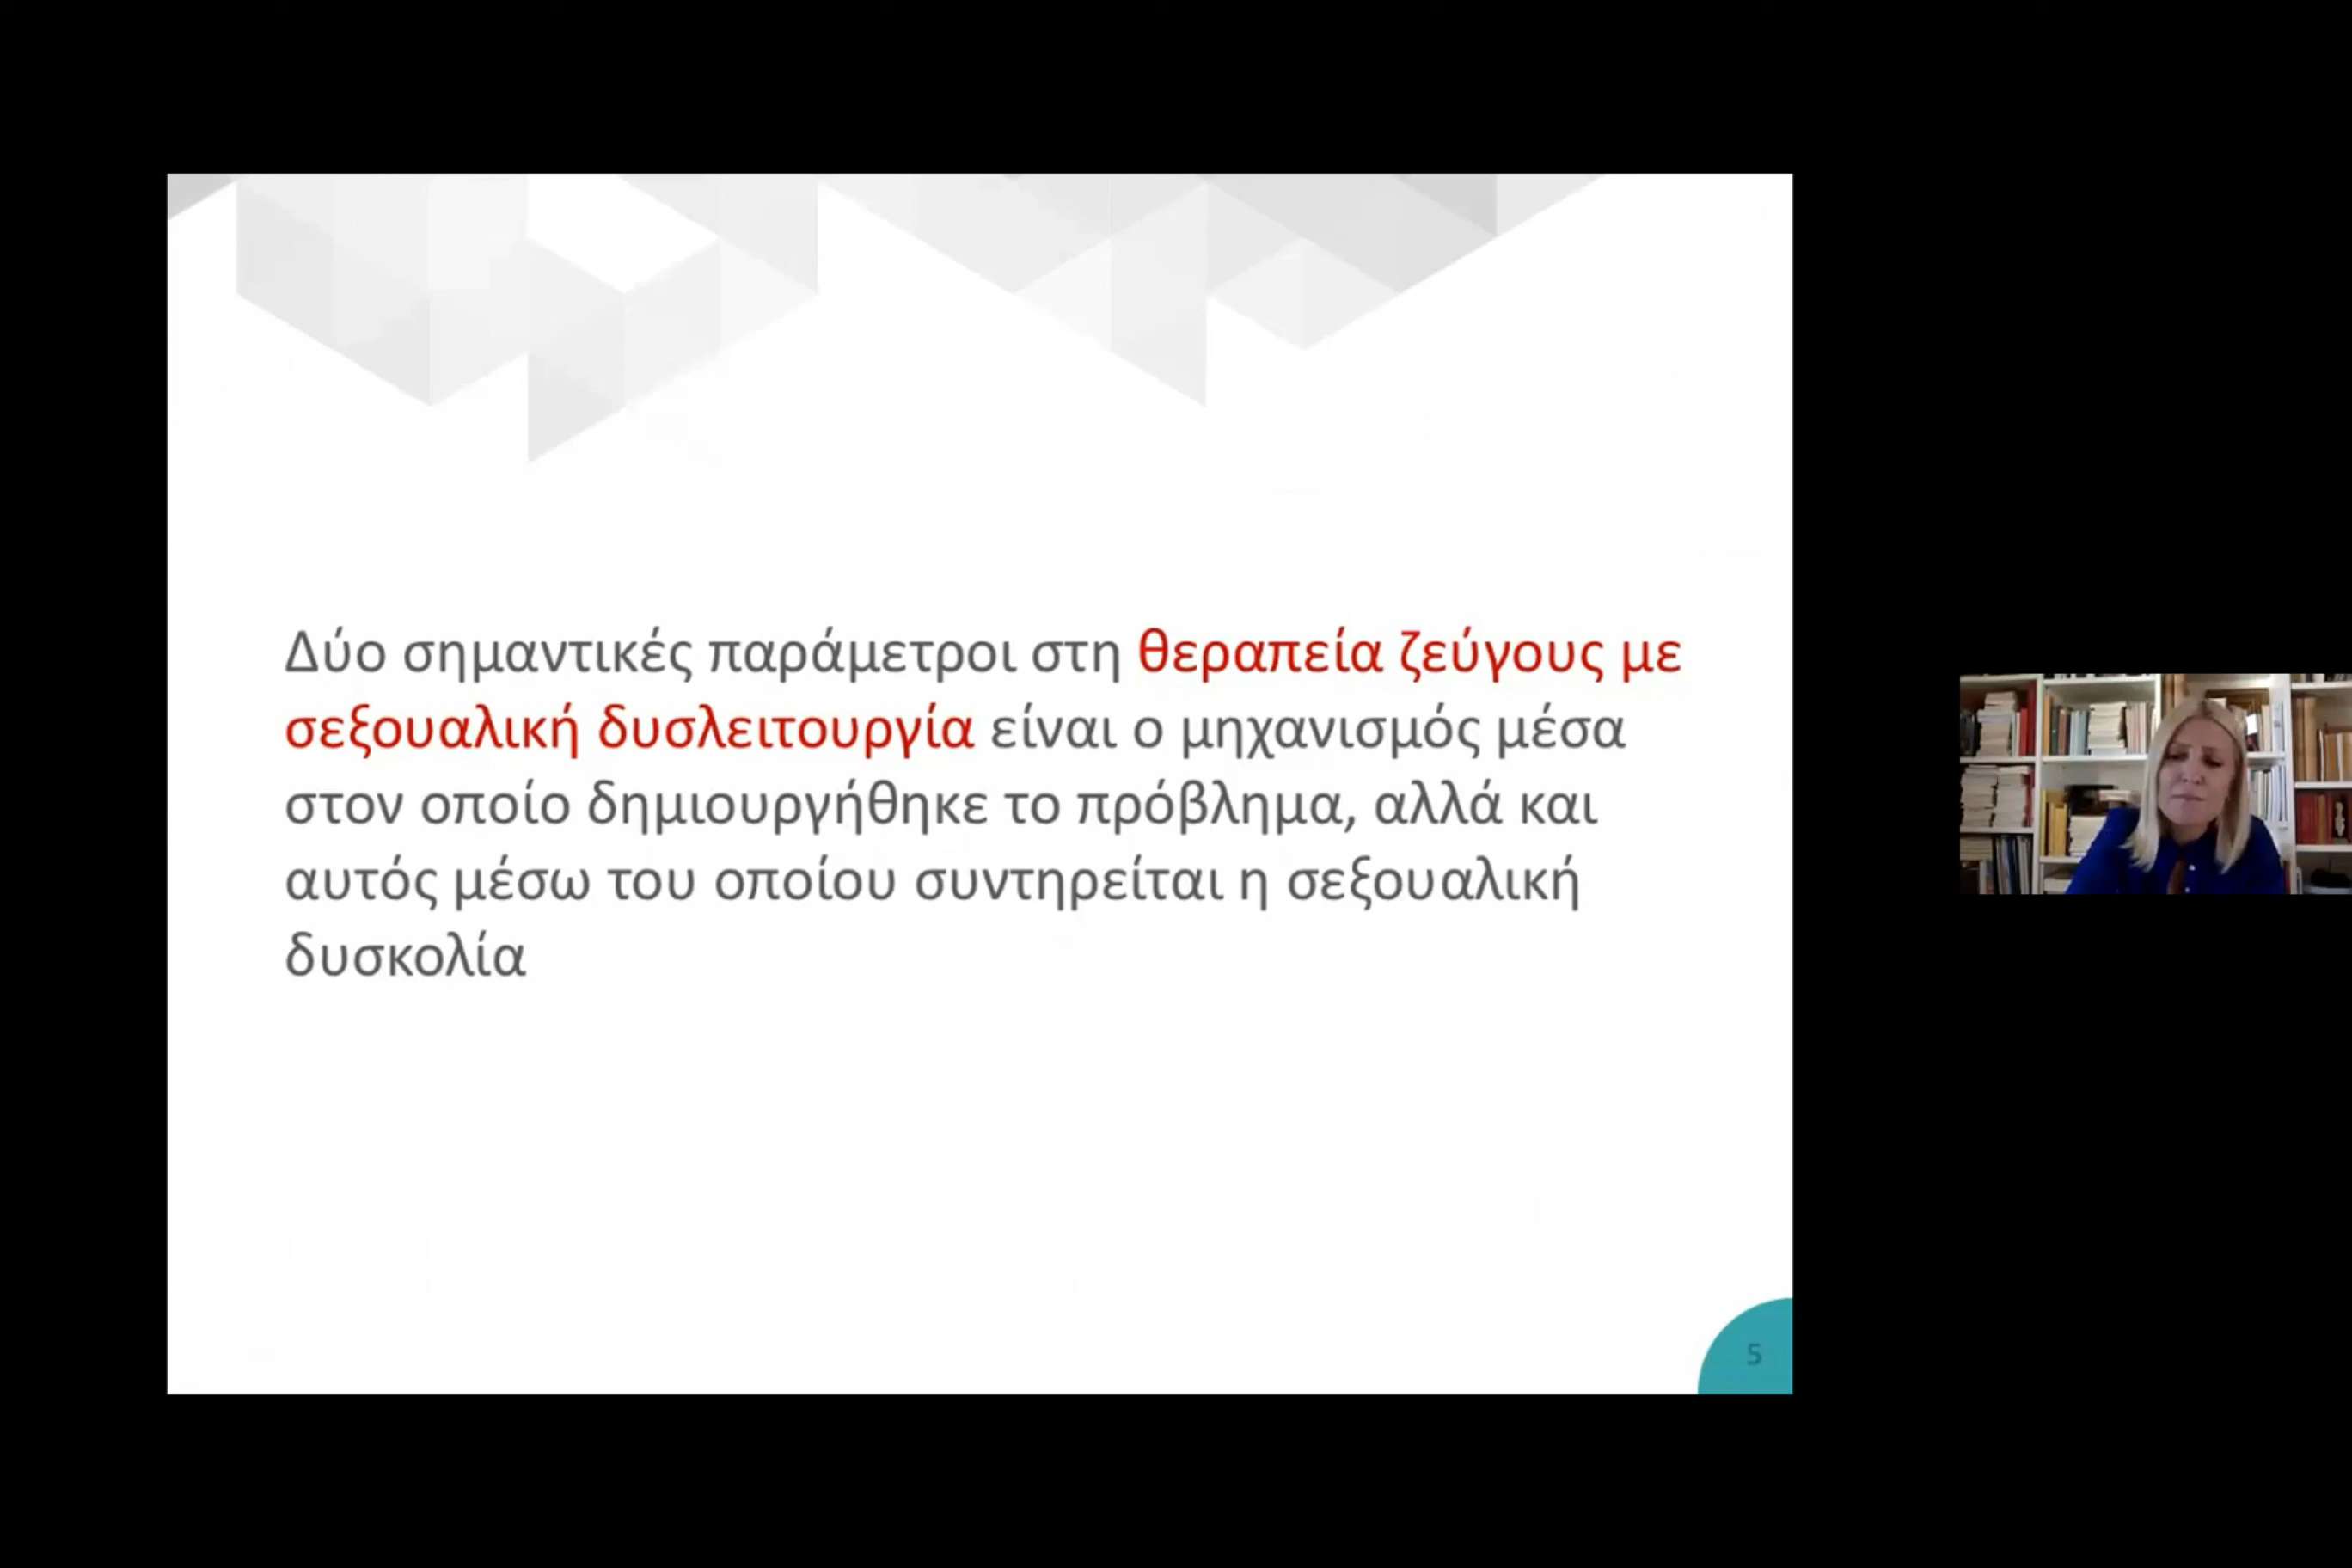 Δύο σημαντικές παράμετροι στη θεραπεία ζεύγους με
σεξουαλική δυσλειτουργία είναι ο μηχανισμός μέσα
στον οποίο δημιουργήθηκε το πρόβλημα, αλλά και
αυτός μέσω του οποίου συντηρείται η σεξουαλική
δυσκολία
5